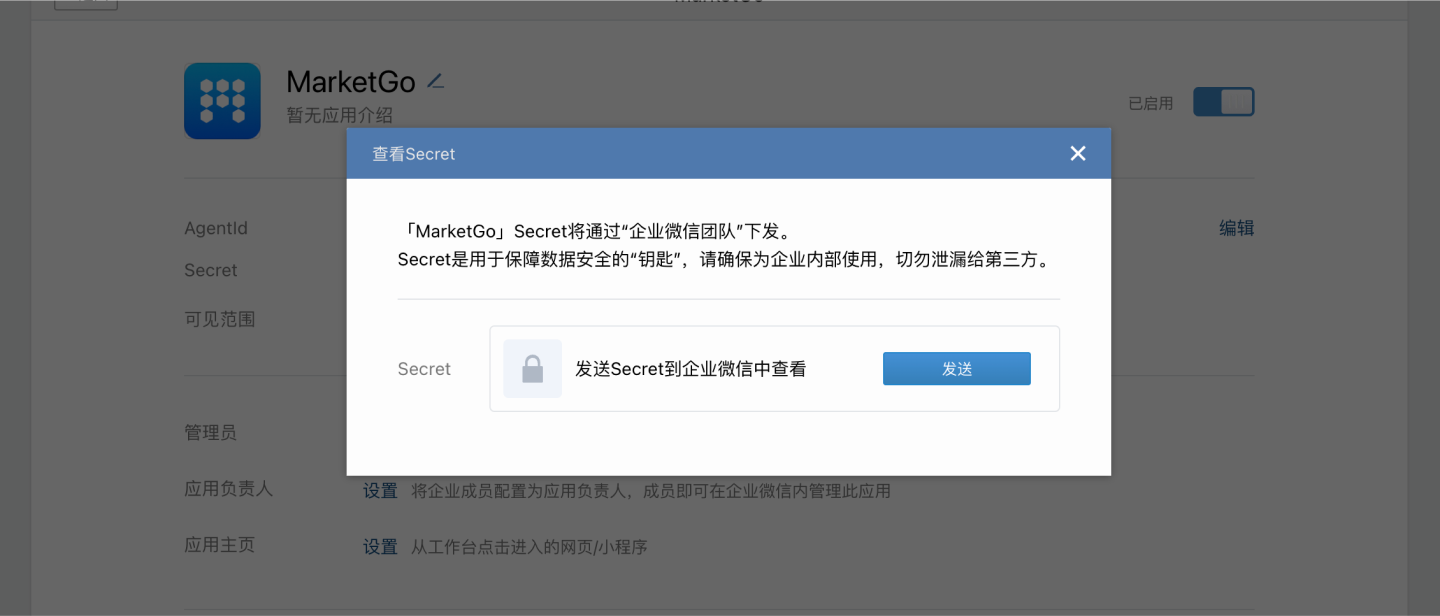 MarketGo
暂无应用介绍
已启用
查看Secret
「MarketGo」Secret将通过“企业微信团队”下发。
Secret是用于保障数据安全的“钥匙”，请确保为企业内部使用，切勿泄漏给第三方。
AgentId
编辑
Secret
可见范围
Secret
发送Secret到企业微信中查看
发送
管理员
应用负责人
设置 将企业成员配置为应用负责人，成员即可在企业微信内管理此应用
应用主页
设置 从工作台点击进入的网页/小程序